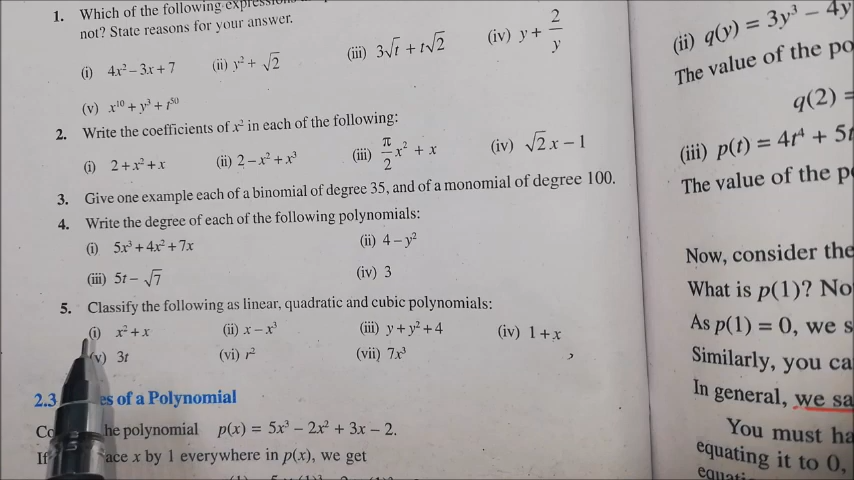 1. Which of the following
not? State reasons for your answer.
(i) 4x² – 3x + 7 (ii) y² + √2 (iii) 3√t + t√2 (iv) y + 2/y
(v) x¹⁰ + y³ + t⁵⁰
2. Write the coefficients of x² in each of the following:
(i) 2 + x² + x (ii) 2 – x² + x³ (iii) π/2 x² + x (iv) √2 x – 1
3. Give one example each of a binomial of degree 35, and of a monomial of degree 100.
4. Write the degree of each of the following polynomials:
(i) 5x³ + 4x² + 7x (ii) 4 – y²
(iii) 5t – √7 (iv) 3
5. Classify the following as linear, quadratic and cubic polynomials:
(i) x² + x (ii) x – x³ (iii) y + y² + 4 (iv) 1 + x
(v) 3t (vi) r² (vii) 7x³
2.3 of a Polynomial
he polynomial p(x) = 5x³ – 2x² + 3x – 2.
If ace x by 1 everywhere in p(x), we get
(ii) q(y) = 3y³ – 4y
The value of the po
q(2) =
(iii) p(t) = 4t⁴ + 5t
The value of the p
Now, consider the
What is p(1)? No
As p(1) = 0, we s
Similarly, you ca
In general, we sa
You must ha
equating it to 0,